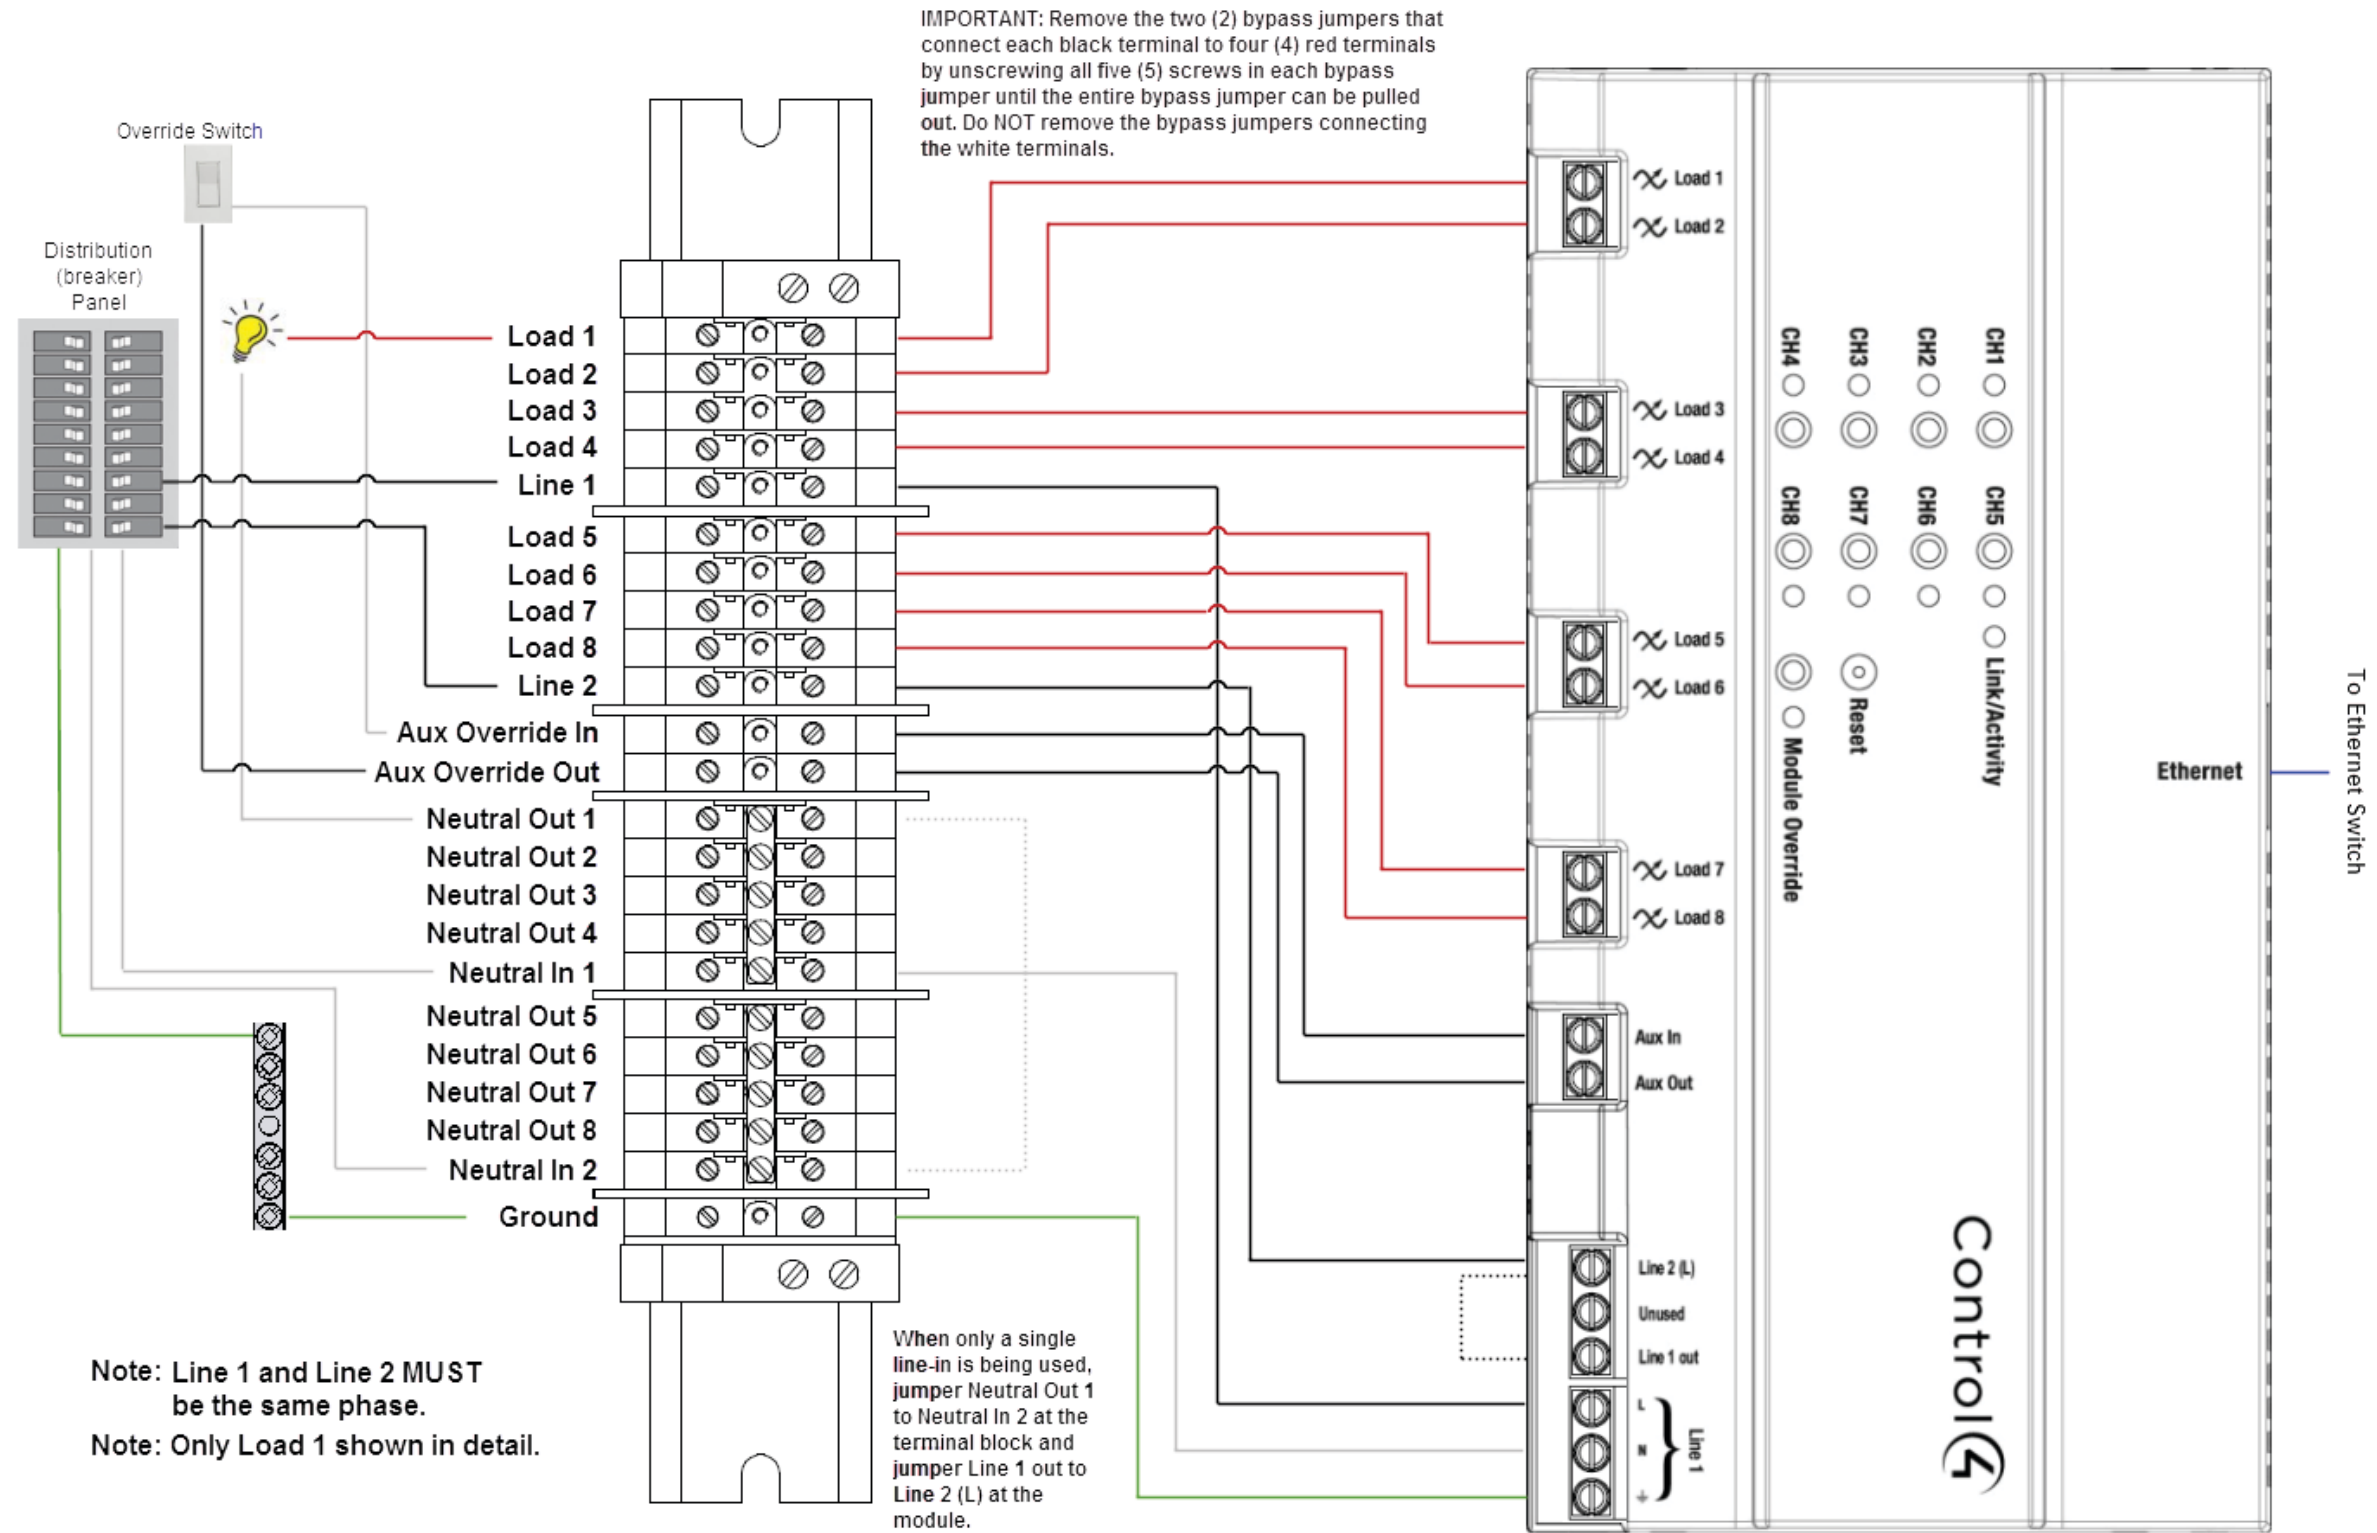 IMPORTANT: Remove the two (2) bypass jumpers that
connect each black terminal to four (4) red terminals
by unscrewing all five (5) screws in each bypass
jumper until the entire bypass jumper can be pulled
out. Do NOT remove the bypass jumpers connecting
the white terminals.
Override Switch
Distribution
(breaker)
Panel
Load 1
Load 2
Load 3
Load 4
Line 1
Load 5
Load 6
Load 7
Load 8
Line 2
Aux Override In
Aux Override Out
Neutral Out 1
Neutral Out 2
Neutral Out 3
Neutral Out 4
Neutral In 1
Neutral Out 5
Neutral Out 6
Neutral Out 7
Neutral Out 8
Neutral In 2
Ground
Note: Line 1 and Line 2 MUST
be the same phase.
Note: Only Load 1 shown in detail.
When only a single
line-in is being used,
jumper Neutral Out 1
to Neutral In 2 at the
terminal block and
jumper Line 1 out to
Line 2 (L) at the
module.
Load 1
Load 2
Load 3
Load 4
Load 5
Load 6
Load 7
Load 8
Aux In
Aux Out
Line 2 (L)
Unused
Line 1 out
L
N
Line 1
CH4
CH3
CH2
CH1
CH8
CH7
CH6
CH5
Module Override
Reset
Link/Activity
Ethernet
Control4
To Ethernet Switch